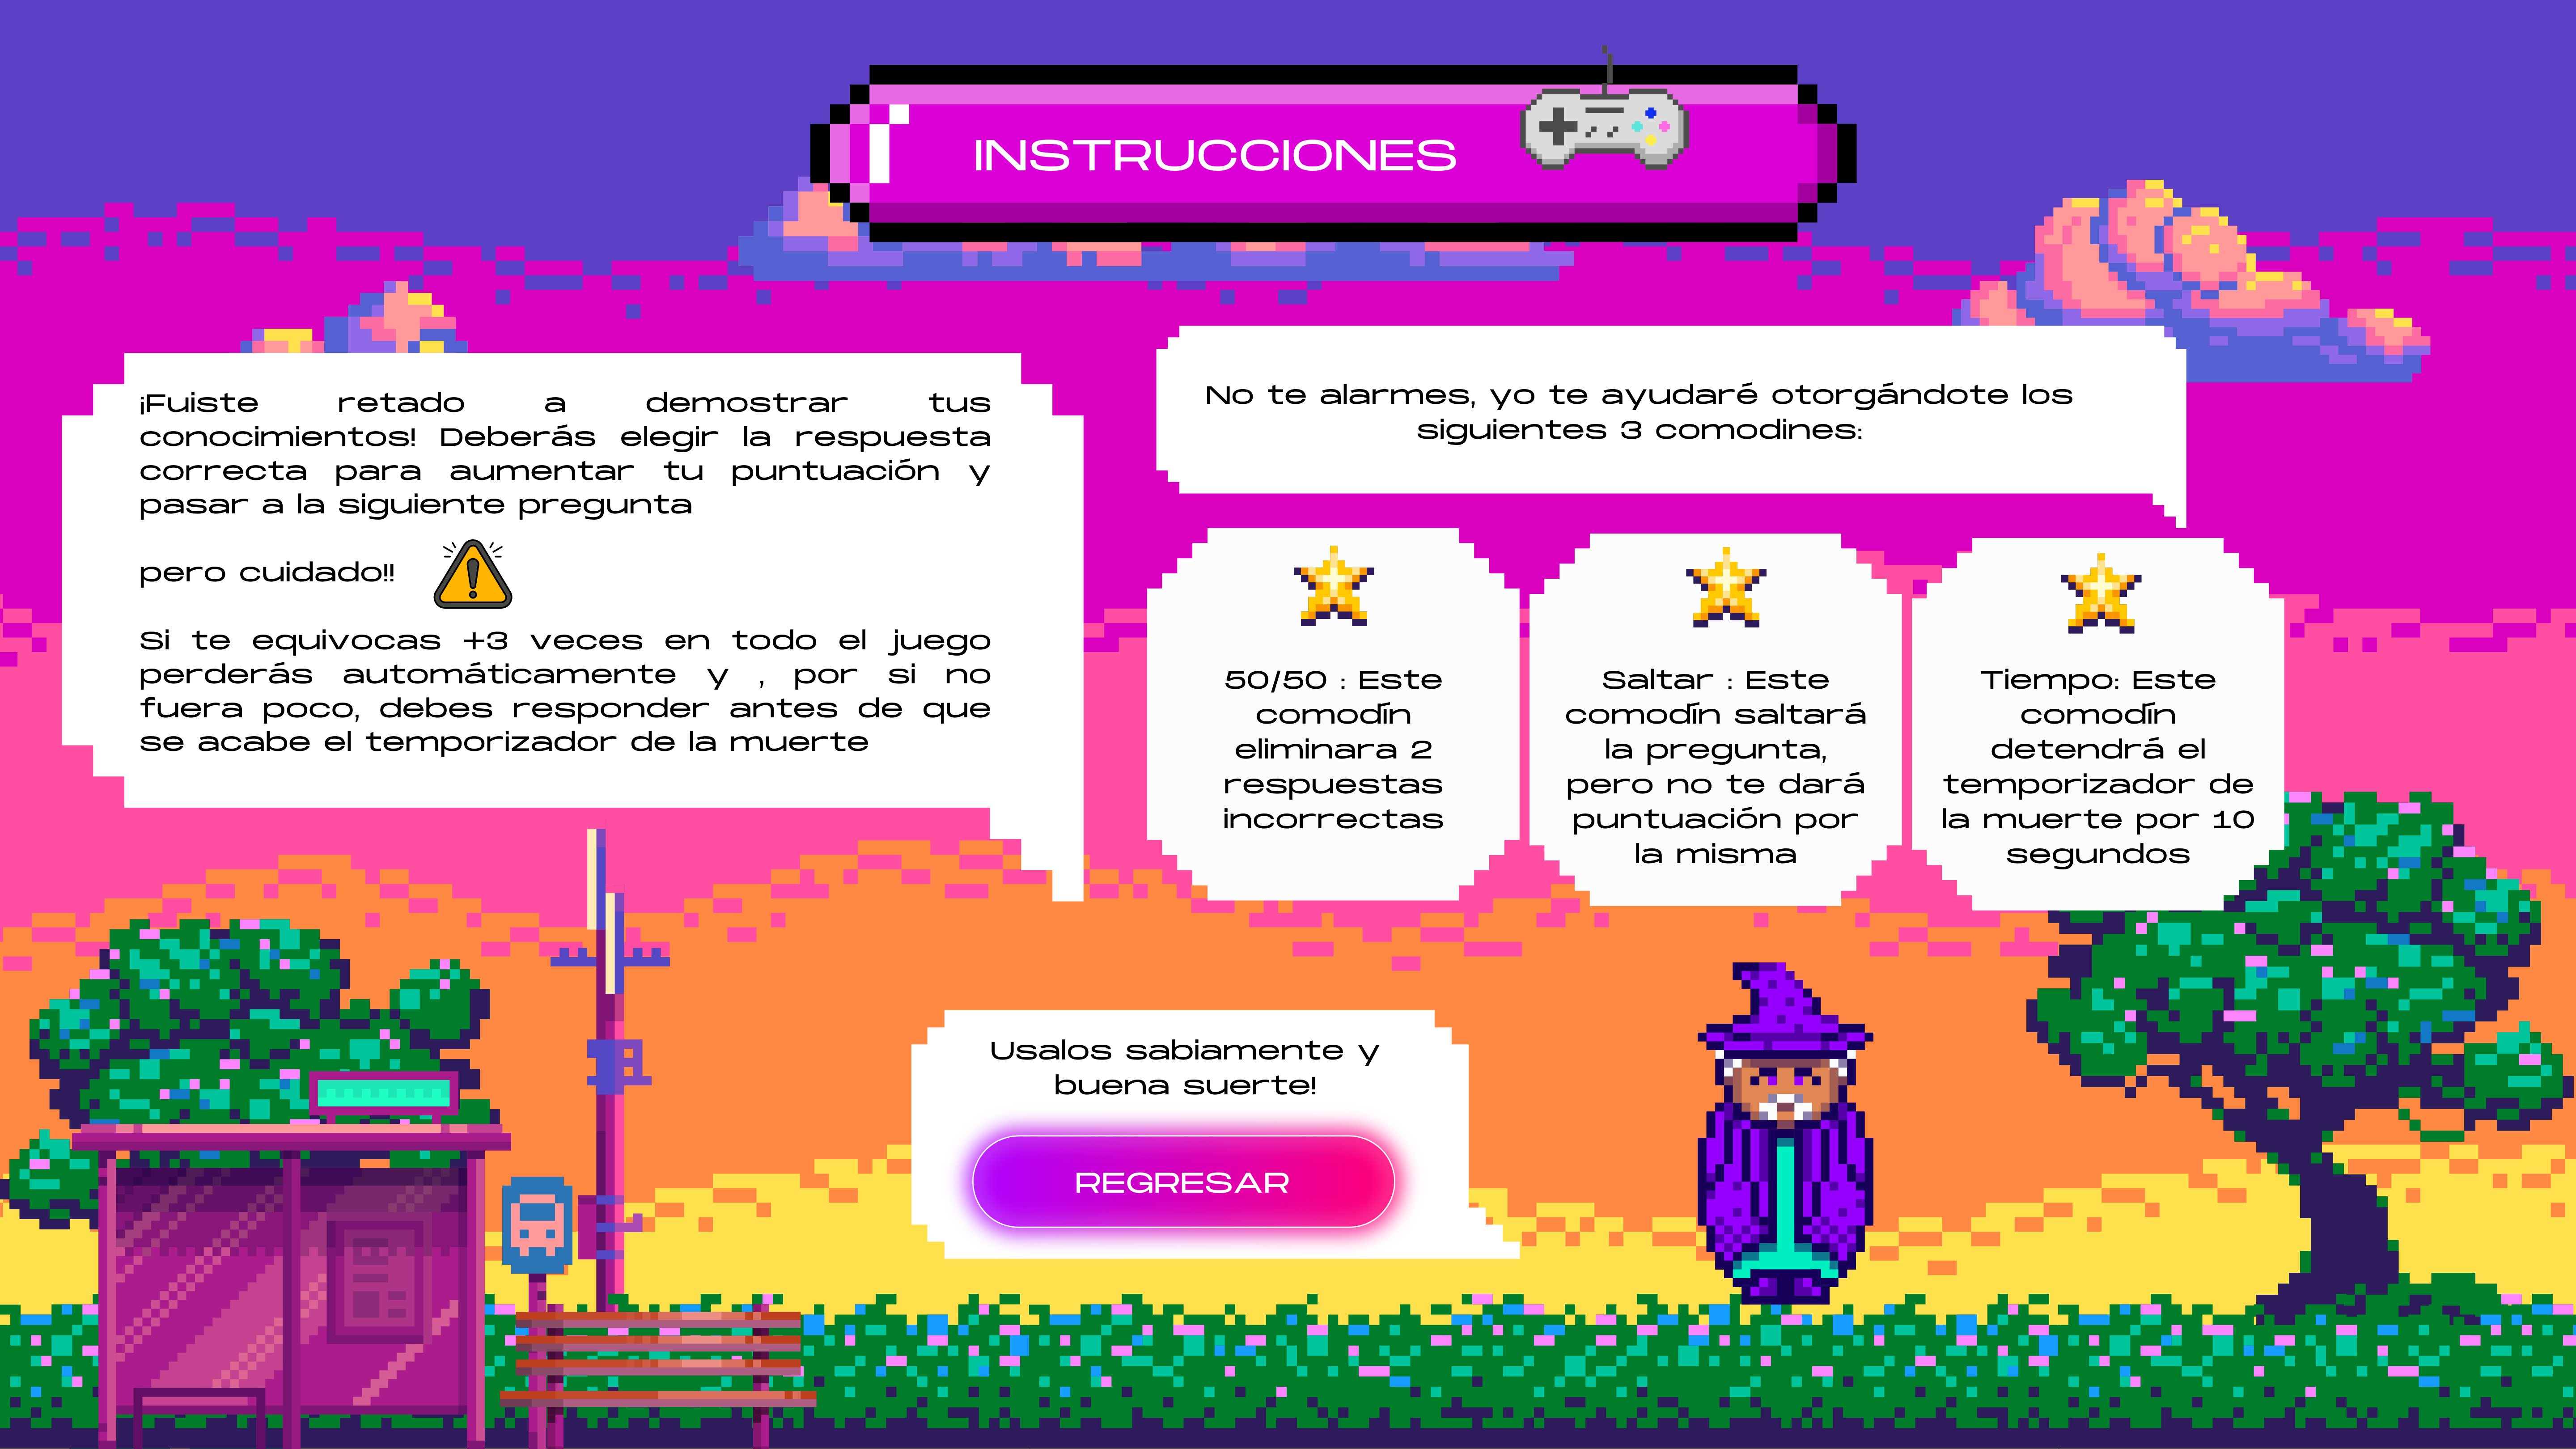 INSTRUCCIONES
¡Fuiste retado a demostrar tus
conocimientos! Deberás elegir la respuesta
correcta para aumentar tu puntuación y
pasar a la siguiente pregunta
pero cuidado!!
Si te equivocas +3 veces en todo el juego
perderás automáticamente y , por si no
fuera poco, debes responder antes de que
se acabe el temporizador de la muerte
No te alarmes, yo te ayudaré otorgándote los
siguientes 3 comodines:
50/50 : Este
comodín
eliminara 2
respuestas
incorrectas
Saltar : Este
comodín saltará
la pregunta,
pero no te dará
puntuación por
la misma
Tiempo: Este
comodín
detendrá el
temporizador de
la muerte por 10
segundos
Usalos sabiamente y
buena suerte!
REGRESAR